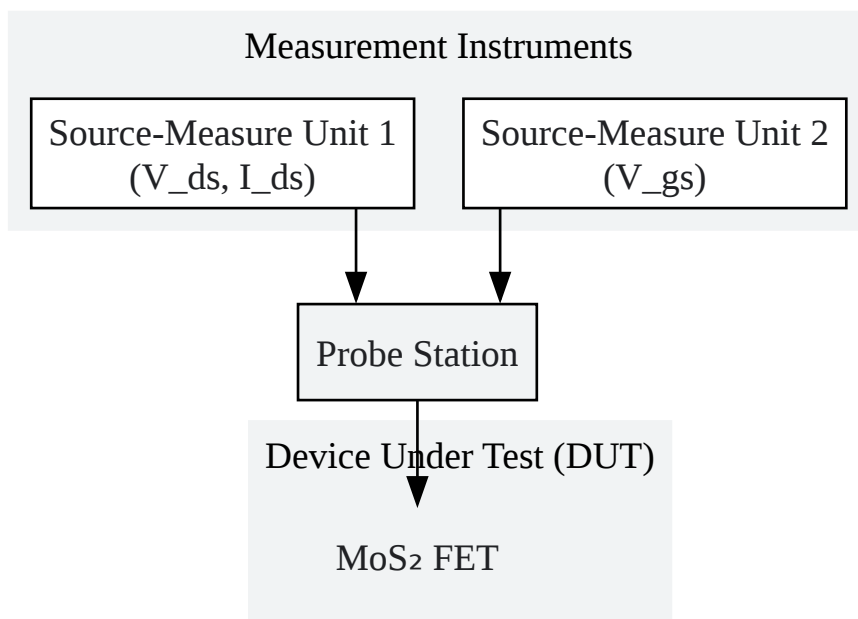 Measurement Instruments
Source-Measure Unit 1
(V_ds, I_ds)
Source-Measure Unit 2
(V_gs)
Probe Station
Device Under Test (DUT)
MoS₂ FET